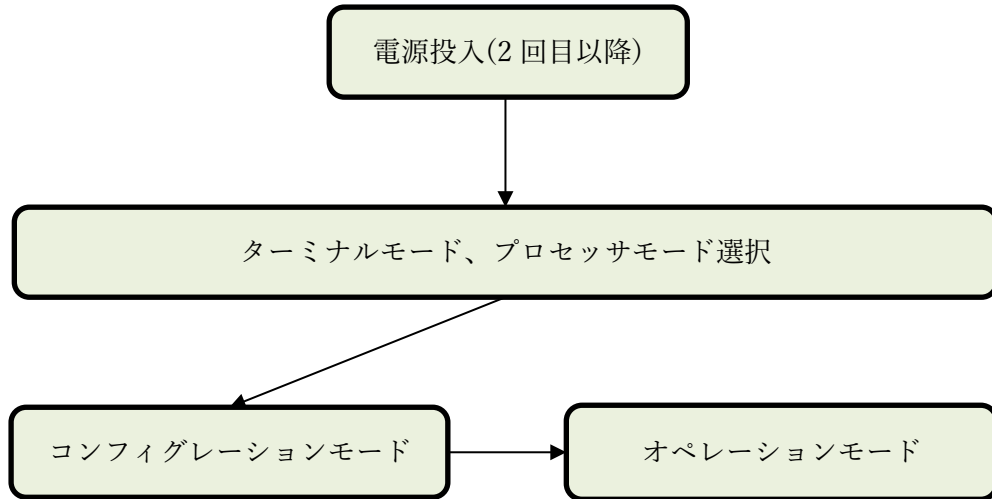 電源投入(2 回目以降)
ターミナルモード、プロセッサモード選択
コンフィグレーションモード
オペレーションモード